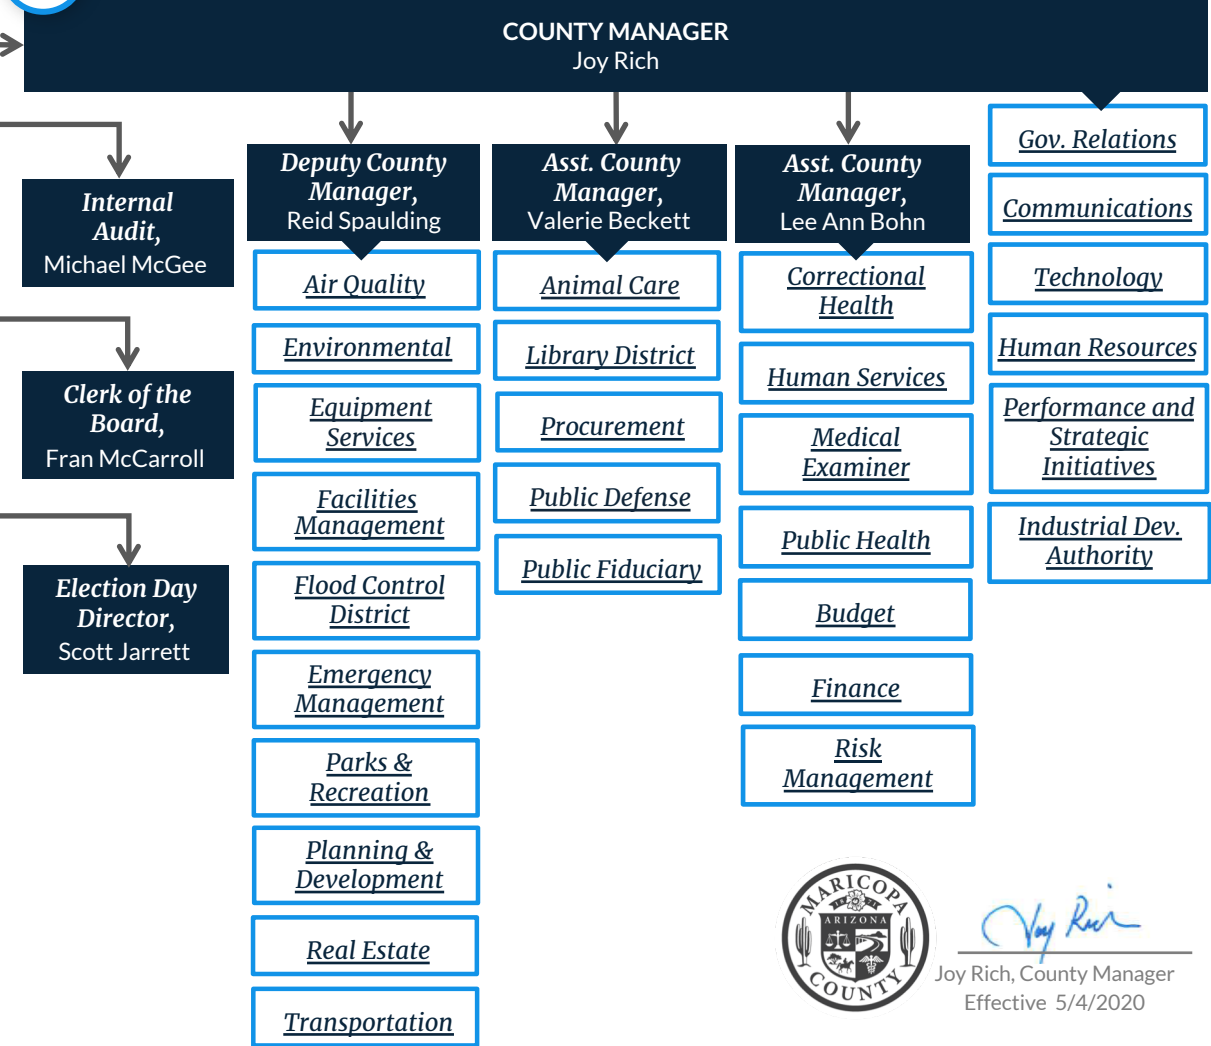 COUNTY MANAGER
Joy Rich
Internal
Audit,
Michael McGee
Clerk of the
Board,
Fran McCarroll
Election Day
Director,
Scott Jarrett
Deputy County
Manager,
Reid Spaulding
Air Quality
Environmental
Equipment
Services
Facilities
Management
Flood Control
District
Emergency
Management
Parks &
Recreation
Planning &
Development
Real Estate
Transportation
Asst. County
Manager,
Valerie Beckett
Animal Care
Library District
Procurement
Public Defense
Public Fiduciary
Asst. County
Manager,
Lee Ann Bohn
Correctional
Health
Human Services
Medical
Examiner
Public Health
Budget
Finance
Risk
Management
Gov. Relations
Communications
Technology
Human Resources
Performance and
Strategic
Initiatives
Industrial Dev.
Authority
MARICOPA
1871
ARIZONA
COUNTY
Joy Rich
Joy Rich, County Manager
Effective 5/4/2020